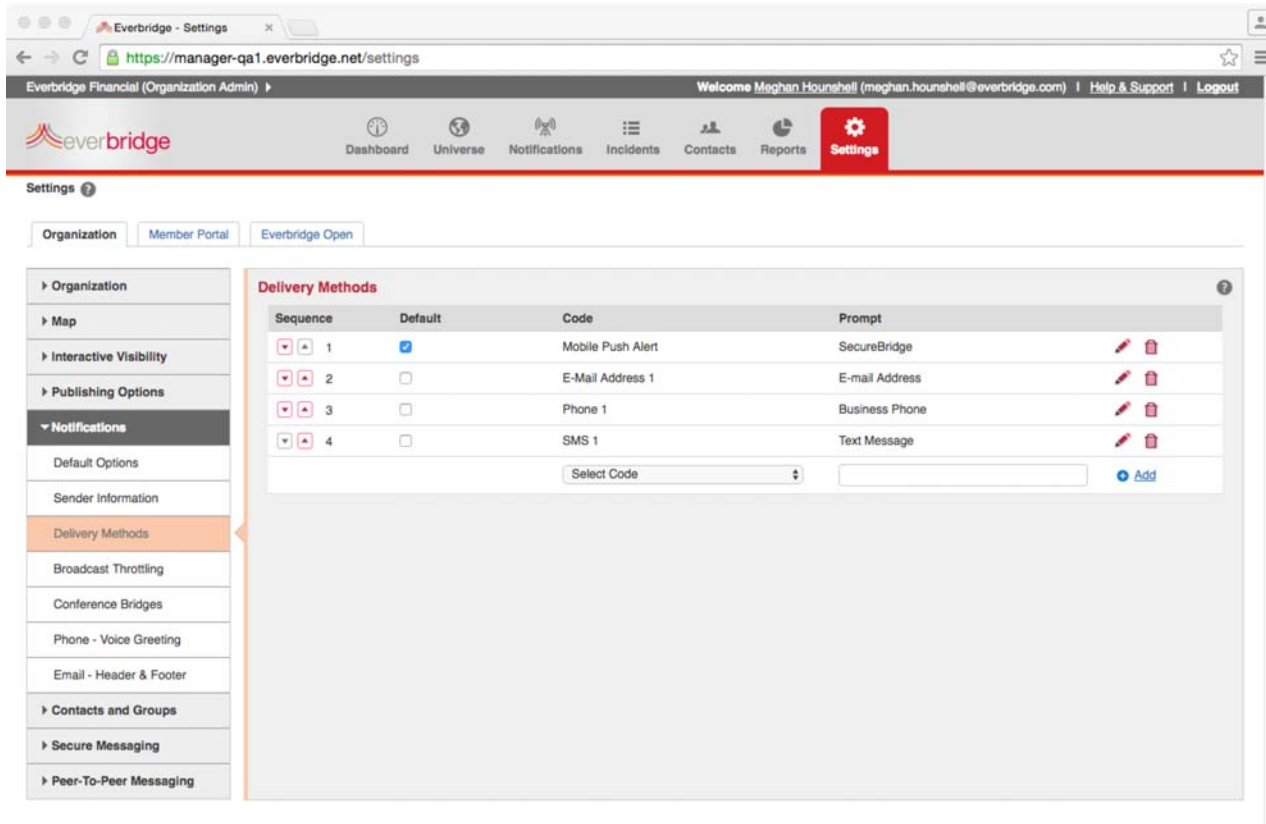 Everbridge - Settings
https://manager-qa1.everbridge.net/settings
Everbridge Financial (Organization Admin) Welcome Meghan Hounshell (meghan.hounshell@everbridge.com) | Help & Support | Logout
everbridge
Dashboard Universe Notifications Incidents Contacts Reports Settings
Settings
Organization Member Portal Everbridge Open
Organization
Map
Interactive Visibility
Publishing Options
Notifications
Default Options
Sender Information
Delivery Methods
Broadcast Throttling
Conference Bridges
Phone - Voice Greeting
Email - Header & Footer
Contacts and Groups
Secure Messaging
Peer-To-Peer Messaging
Delivery Methods
Sequence Default Code Prompt
1 Mobile Push Alert SecureBridge
2 E-Mail Address 1 E-mail Address
3 Phone 1 Business Phone
4 SMS 1 Text Message
Select Code Add